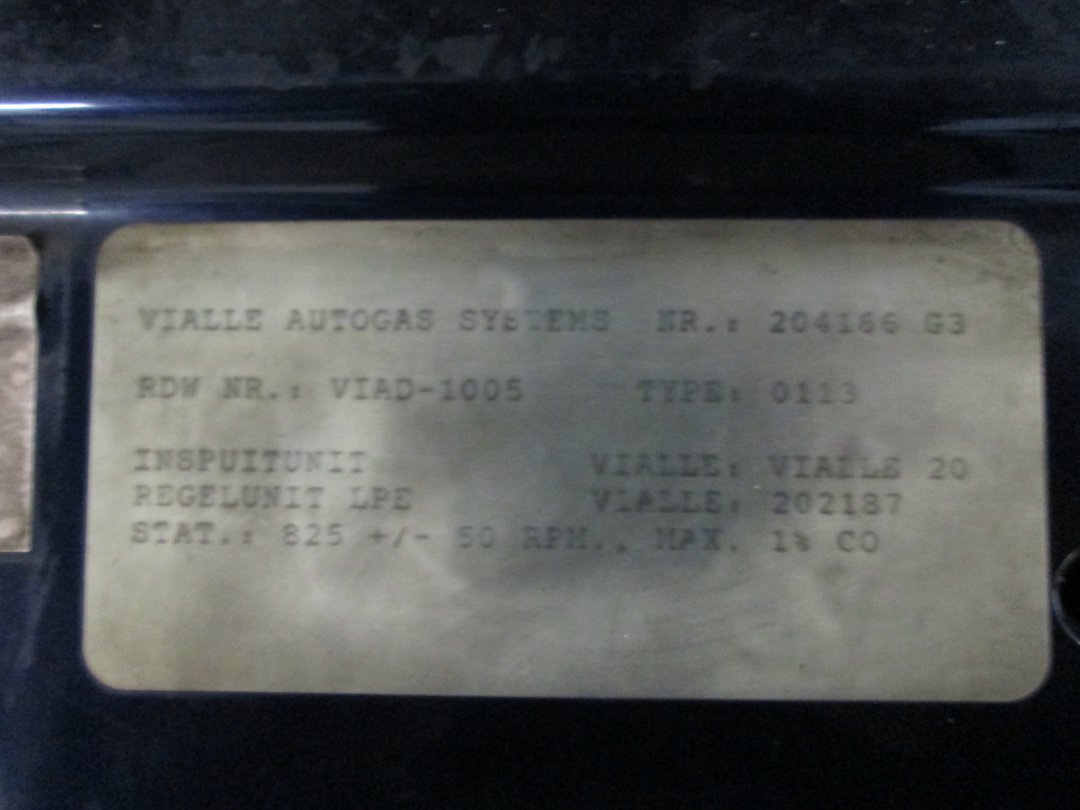 VIALLE AUTOGAS SYSTEMS NR.: 204166 G3
RDW NR.: VIAD-1005 TYPE: 0113
INSPUITUNIT VIALLE: VIALLE 20
REGELUNIT LPE VIALLE: 202187
STAT.: 825 +/- 50 RPM., MAX. 1% CO